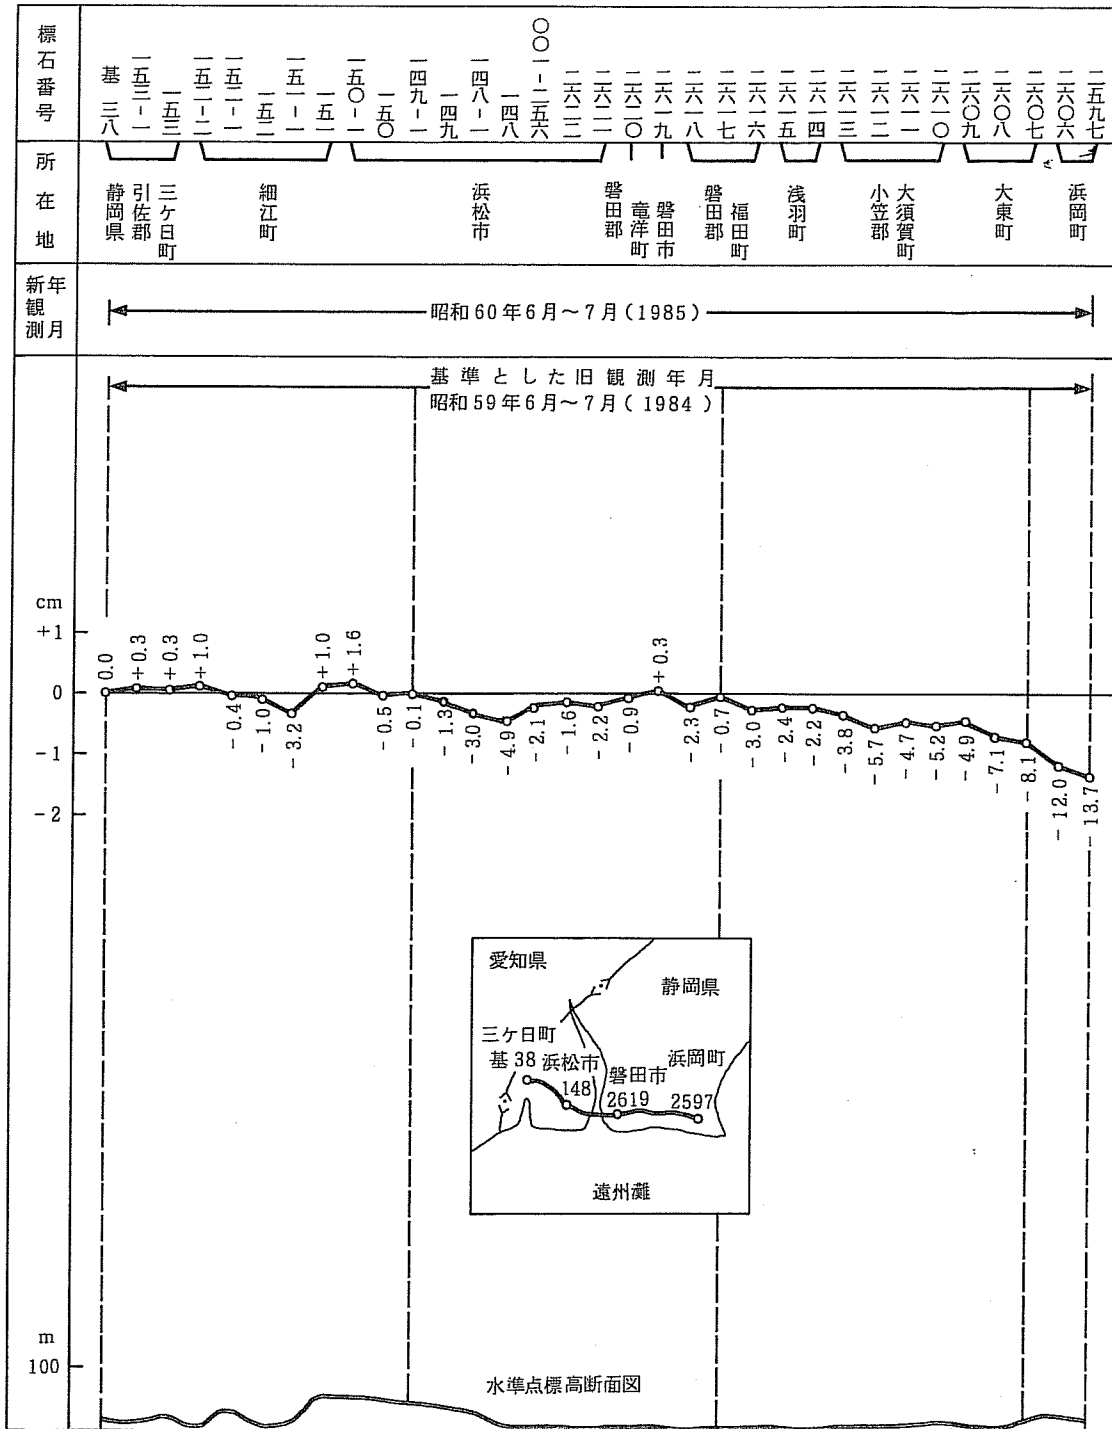 標石番号
基 三八
一五三-一
一五三
一五二-二
一五二-一
一五二
一五一-一
一五一
一五〇-一
一五〇
一四九-一
一四九
一四八-一
一四八
〇〇一-二五六
二六二二
二六二一
二六二〇
二六一九
二六一八
二六一七
二六一六
二六一五
二六一四
二六一三
二六一二
二六一一
二六一〇
二六〇九
二六〇八
二六〇七
二六〇六
二五九七
所在地
静岡県
引佐郡
三ケ日町
細江町
浜松市
磐田郡
竜洋町
磐田市
磐田郡
福田町
浅羽町
小笠郡
大須賀町
大東町
浜岡町
新年
観
測月
昭和60年6月～7月(1985)
基準とした旧観測年月
昭和59年6月～7月(1984)
cm
+1
0
-1
-2
0.0
+0.3
+0.3
+1.0
-0.4
-1.0
-3.2
+1.0
+1.6
-0.5
-0.1
-1.3
-3.0
-4.9
-2.1
-1.6
-2.2
-0.9
+0.3
-2.3
-0.7
-3.0
-2.4
-2.2
-3.8
-5.7
-4.7
-5.2
-4.9
-7.1
-8.1
-12.0
-13.7
愛知県
静岡県
三ケ日町
基38 浜松市
浜岡町
磐田市
148
2619
2597
遠州灘
m
100
水準点標高断面図